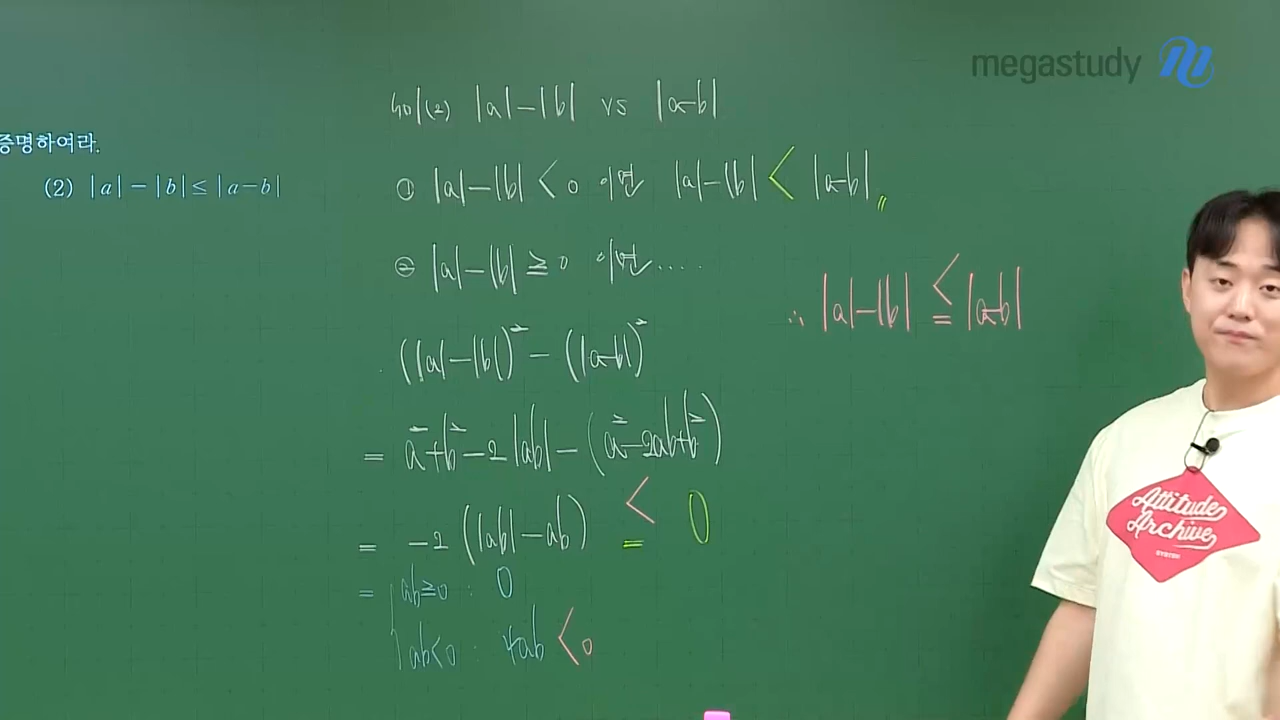 megastudy
증명하여라.
(2) |a|-|b|≤|a-b|
sol(2) |a|-|b| vs |a-b|
① |a|-|b| < 0 이면 |a|-|b| < |a-b|〃
② |a|-|b| ≧ 0 이면....
∴ |a|-|b| ≦ |a-b|
(|a|-|b|)² - (|a-b|)²
= a²+b²-2|ab|-(a²-2ab+b²)
= -2(|ab|-ab) ≦ 0
= ab≧0 : 0
ab<0 : 4ab < 0
Attitude
Archive
SYSTEM